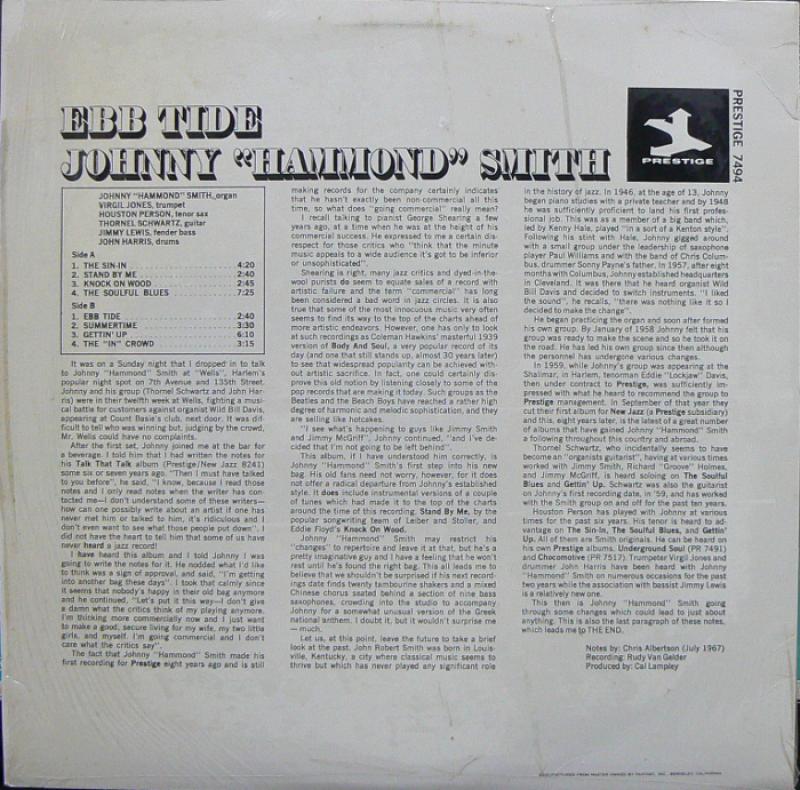 EBB TIDE
JOHNNY “HAMMOND” SMITH
PRESTIGE
PRESTIGE 7494
JOHNNY "HAMMOND" SMITH, organ
VIRGIL JONES, trumpet
HOUSTON PERSON, tenor sax
THORNEL SCHWARTZ, guitar
JIMMY LEWIS, fender bass
JOHN HARRIS, drums
Side A
1. THE SIN-IN 4:20
2. STAND BY ME 2:40
3. KNOCK ON WOOD 2:45
4. THE SOULFUL BLUES 7:25
Side B
1. EBB TIDE 2:40
2. SUMMERTIME 3:30
3. GETTIN' UP 6:10
4. THE "IN" CROWD 3:15
It was on a Sunday night that I dropped in to talk
to Johnny "Hammond" Smith at "Wells", Harlem's
popular night spot on 7th Avenue and 135th Street.
Johnny and his group (Thornel Schwartz and John Har-
ris) were in their twelfth week at Wells, fighting a musi-
cal battle for customers against organist Wild Bill Davis,
appearing at Count Basie's club, next door. It was dif-
ficult to tell who was winning but, judging by the crowd,
Mr. Wells could have no complaints.
After the first set, Johnny joined me at the bar for
a beverage. I told him that I had written the notes for
his Talk That Talk album (Prestige/New Jazz 8241)
some six or seven years ago. "Then I must have talked
to you before", he said, "I know, because I read those
notes and I only read notes when the writer has con-
tacted me—I don't understand some of these writers—
how can one possibly write about an artist if one has
never met him or talked to him, it's ridiculous and I
don't even want to see what those people put down". I
did not have the heart to tell him that some of us have
never heard a jazz record!
I have heard this album and I told Johnny I was
going to write the notes for it. He nodded what I'd like
to think was a sign of approval, and said, "I'm getting
into another bag these days". I took that calmly since
it seems that nobody's happy in their old bag anymore
and he continued, "Let's put it this way—I don't give
a damn what the critics think of my playing anymore.
I'm thinking more commercially now and I just want
to make a good, secure living for my wife, my two little
girls, and myself. I'm going commercial and I don't
care what the critics say".
The fact that Johnny "Hammond" Smith made his
first recording for Prestige eight years ago and is still
making records for the company certainly indicates
that he hasn't exactly been non-commercial all this
time, so what does "going commercial" really mean?
I recall talking to pianist George Shearing a few
years ago, at a time when he was at the height of his
commercial success. He expressed to me a certain dis-
respect for those critics who "think that the minute
music appeals to a wide audience it's got to be inferior
or unsophisticated".
Shearing is right, many jazz critics and dyed-in-the-
wool purists do seem to equate sales of a record with
artistic failure and the term "commercial" has long
been considered a bad word in jazz circles. It is also
true that some of the most innocuous music very often
seems to find its way to the top of the charts ahead of
more artistic endeavors. However, one has only to look
at such recordings as Coleman Hawkins' masterful 1939
version of Body And Soul, a very popular record of its
day (and one that still stands up, almost 30 years later)
to see that widespread popularity can be achieved with-
out artistic sacrifice. In fact, one could certainly dis-
prove this old notion by listening closely to some of the
pop records that are making it today. Such groups as the
Beatles and the Beach Boys have reached a rather high
degree of harmonic and melodic sophistication, and they
are selling like hotcakes.
"I see what's happening to guys like Jimmy Smith
and Jimmy McGriff", Johnny continued, "and I've de-
cided that I'm not going to be left behind".
This album, if I have understood him correctly, is
Johnny "Hammond" Smith's first step into his new
bag. His old fans need not worry, however, for it does
not offer a radical departure from Johnny's established
style. It does include instrumental versions of a couple
of tunes which had made it to the top of the charts
around the time of this recording, Stand By Me, by the
popular songwriting team of Leiber and Stoller, and
Eddie Floyd's Knock On Wood.
Johnny "Hammond" Smith may restrict his
"changes" to repertoire and leave it at that, but he's a
pretty imaginative guy and I have a feeling that he won't
rest until he's found the right bag. This all leads me to
believe that we shouldn't be surprised if his next record-
ings date finds twenty tambourine shakers and a mixed
Chinese chorus seated behind a section of nine bass
saxophones, crowding into the studio to accompany
Johnny for a somewhat unusual version of the Greek
national anthem. I doubt it, but it wouldn't surprise me
— much.
Let us, at this point, leave the future to take a brief
look at the past. John Robert Smith was born in Louis-
ville, Kentucky, a city where classical music seems to
thrive but which has never played any significant role
in the history of jazz. In 1946, at the age of 13, Johnny
began piano studies with a private teacher and by 1948
he was sufficiently proficient to land his first profes-
sional job. This was as a member of a big band which,
led by Kenny Hale, played "in a sort of Kenton style".
Following his stint with Hale, Johnny gigged around
with a small group under the leadership of saxophone
player Paul Williams and with the band of Chris Colum-
bus, drummer Sonny Payne's father. In 1957, after eight
months with Columbus, Johnny established headquarters
in Cleveland. It was there that he heard organist Wild
Bill Davis and decided to switch instruments. "I liked
the sound", he recalls, "there was nothing like it so I
decided to make the change".
He began practicing the organ and soon after formed
his own group. By January of 1958 Johnny felt that his
group was ready to make the scene and so he took it on
the road. He has led his own group since then although
the personnel has undergone various changes.
In 1959, while Johnny's group was appearing at the
Shalimar, in Harlem, tenorman Eddie "Lockjaw" Davis,
then under contract to Prestige, was sufficiently im-
pressed with what he heard to recommend the group to
Prestige management. In September of that year they
cut their first album for New Jazz (a Prestige subsidiary)
and this, eight years later, is the latest of a great number
of albums that have gained Johnny "Hammond" Smith
a following throughout this country and abroad.
Thornel Schwartz, who incidentally seems to have
become an "organists guitarist", having at various times
worked with Jimmy Smith, Richard "Groove" Holmes,
and Jimmy McGriff, is heard soloing on The Soulful
Blues and Gettin' Up. Schwartz was also the guitarist
on Johnny's first recording date, in '59, and has worked
with the Smith group on and off for the past ten years.
Houston Person has played with Johnny at various
times for the past six years. His tenor is heard to ad-
vantage on The Sin-In, The Soulful Blues, and Gettin'
Up. All of them are Smith originals. He can be heard on
his own Prestige albums, Underground Soul (PR 7491)
and Chocomotive (PR 7517). Trumpeter Virgil Jones and
drummer John Harris have been heard with Johnny
"Hammond" Smith on numerous occasions for the past
two years while the association with bassist Jimmy Lewis
is a relatively new one.
This then is Johnny "Hammond" Smith going
through some changes which could lead to just about
anything. This is also the last paragraph of these notes,
which leads me to THE END.
Notes by: Chris Albertson (July 1967)
Recording: Rudy Van Gelder
Produced by: Cal Lampley
MANUFACTURED FROM MASTER OWNED BY FANTASY, INC., BERKELEY, CALIFORNIA